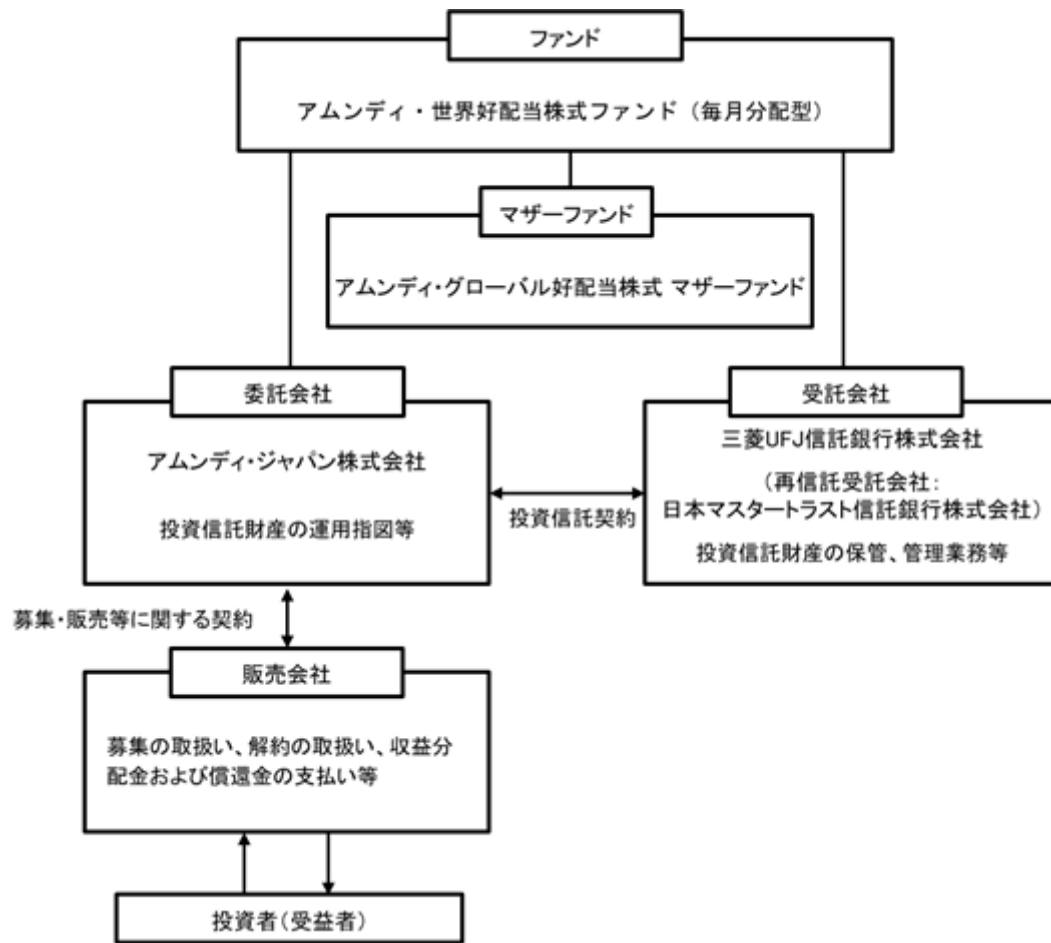 ファンド
アムンディ・世界好配当株式ファンド（毎月分配型）
マザーファンド
アムンディ・グローバル好配当株式 マザーファンド
委託会社
アムンディ・ジャパン株式会社
投資信託財産の運用指図等
投資信託契約
受託会社
三菱UFJ信託銀行株式会社
（再信託受託会社：
日本マスタートラスト信託銀行株式会社）
投資信託財産の保管、管理業務等
募集・販売等に関する契約
販売会社
募集の取扱い、解約の取扱い、収益分
配金および償還金の支払い等
投資者（受益者）